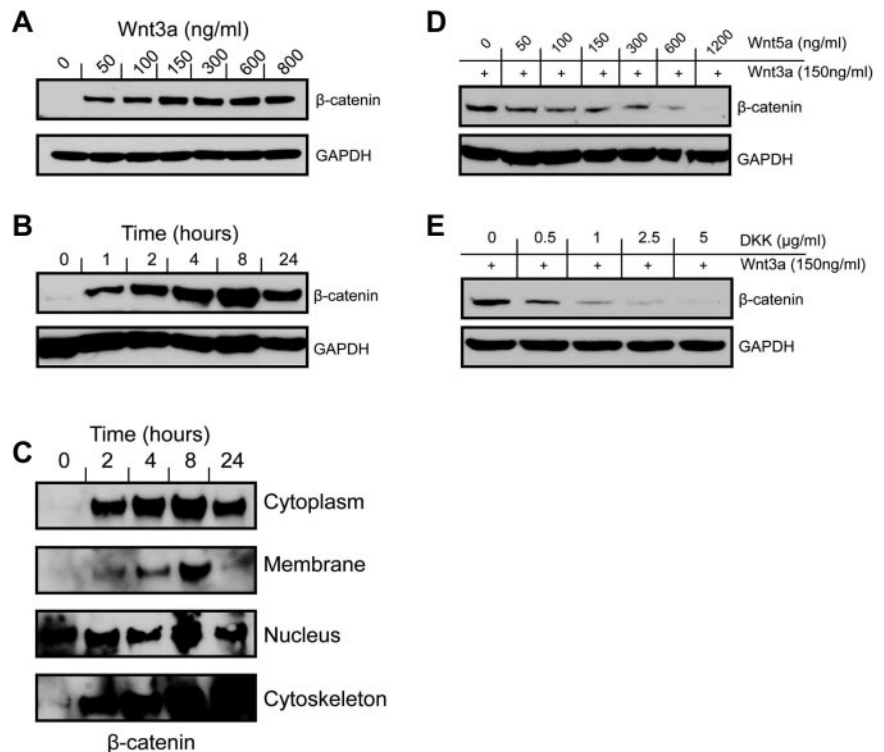 A
Wnt3a (ng/ml)
0 50 100 150 300 600 800
β-catenin
GAPDH
B
Time (hours)
0 1 2 4 8 24
β-catenin
GAPDH
C
Time (hours)
0 2 4 8 24
Cytoplasm
Membrane
Nucleus
Cytoskeleton
β-catenin
D
0 50 100 150 300 600 1200 Wnt5a (ng/ml)
+ + + + + + + Wnt3a (150ng/ml)
β-catenin
GAPDH
E
0 0.5 1 2.5 5 DKK (µg/ml)
+ + + + + Wnt3a (150ng/ml)
β-catenin
GAPDH